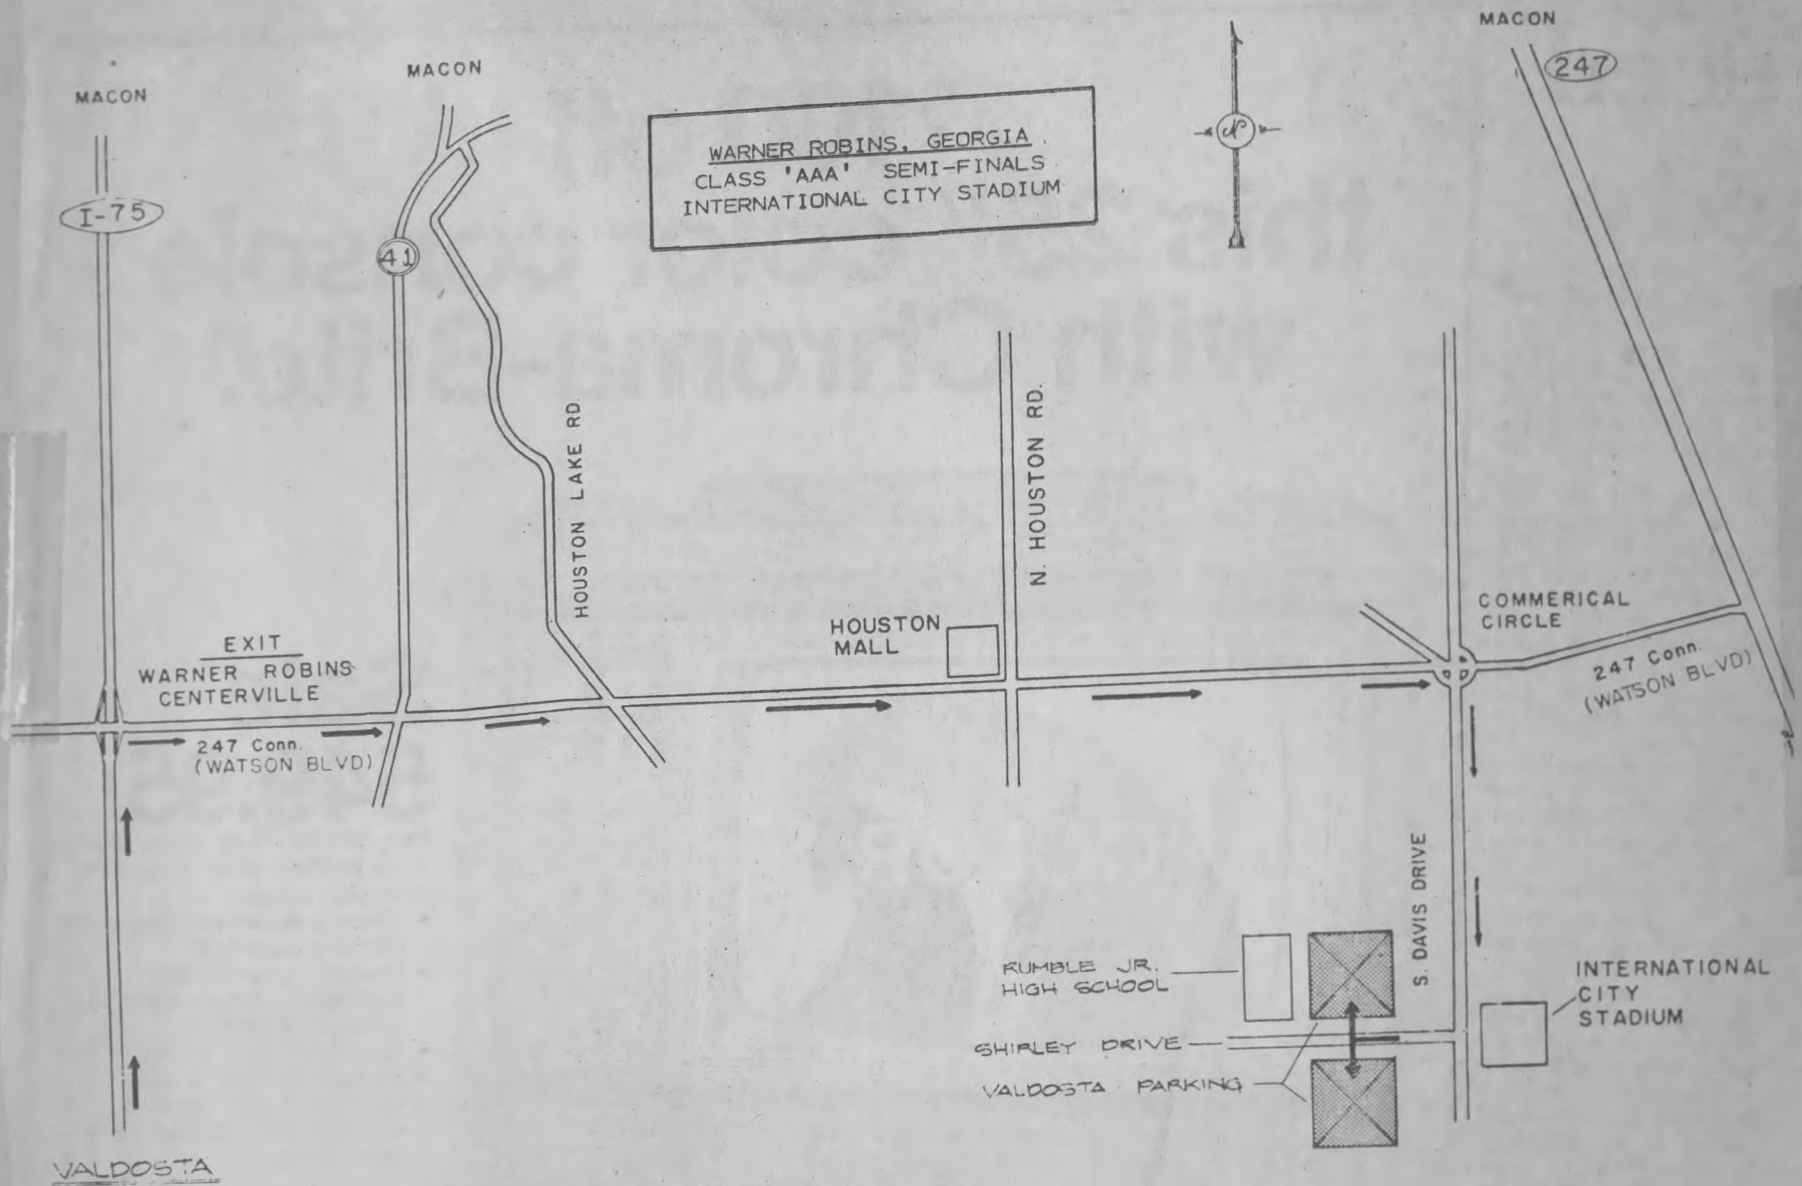 MACON
MACON
MACON
247
WARNER ROBINS, GEORGIA
CLASS 'AAA' SEMI-FINALS
INTERNATIONAL CITY STADIUM
N
I-75
41
HOUSTON LAKE RD.
N. HOUSTON RD.
EXIT
WARNER ROBINS
CENTERVILLE
247 Conn.
(WATSON BLVD)
HOUSTON
MALL
COMMERICAL
CIRCLE
247 Conn.
(WATSON BLVD)
S. DAVIS DRIVE
RUMBLE JR.
HIGH SCHOOL
SHIRLEY DRIVE
VALDOSTA PARKING
INTERNATIONAL
CITY
STADIUM
VALDOSTA